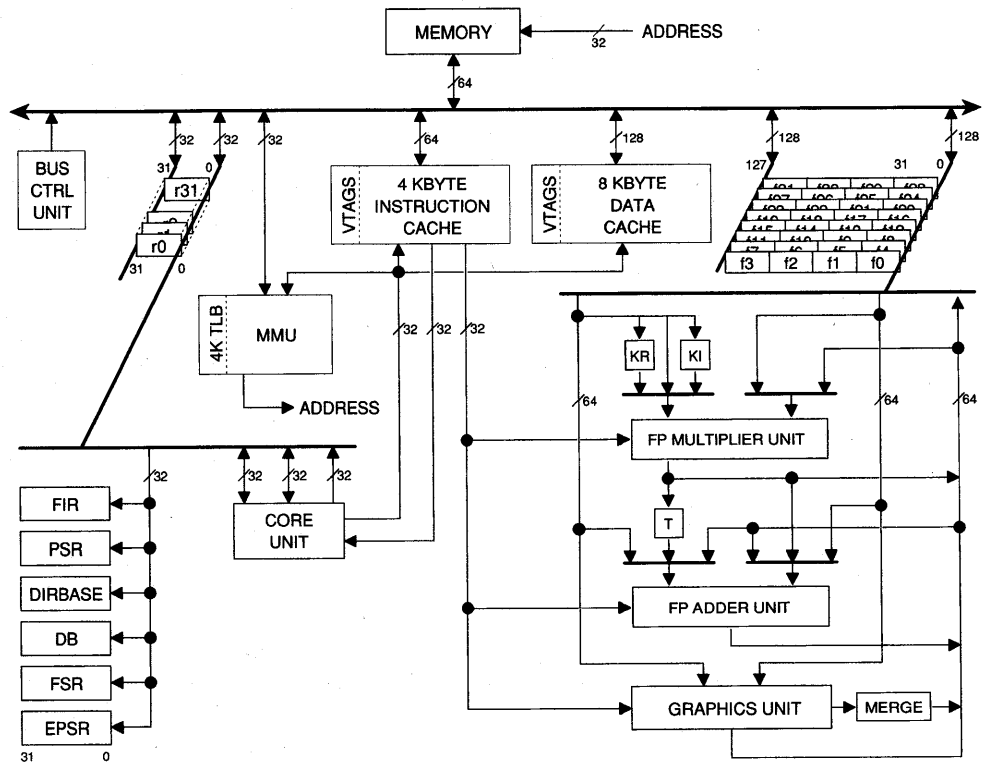 MEMORY
ADDRESS
32
64
32
32
32
64
128
128
128
BUS
CTRL
UNIT
31
0
r31
r0
31
0
VTAGS
4 KBYTE
INSTRUCTION
CACHE
VTAGS
8 KBYTE
DATA
CACHE
127
31
0
f3
f2
f1
f0
4K TLB
MMU
ADDRESS
32
32
32
KR
KI
64
64
64
FP MULTIPLIER UNIT
T
FP ADDER UNIT
GRAPHICS UNIT
MERGE
32
32
32
32
CORE
UNIT
FIR
PSR
DIRBASE
DB
FSR
EPSR
31
0